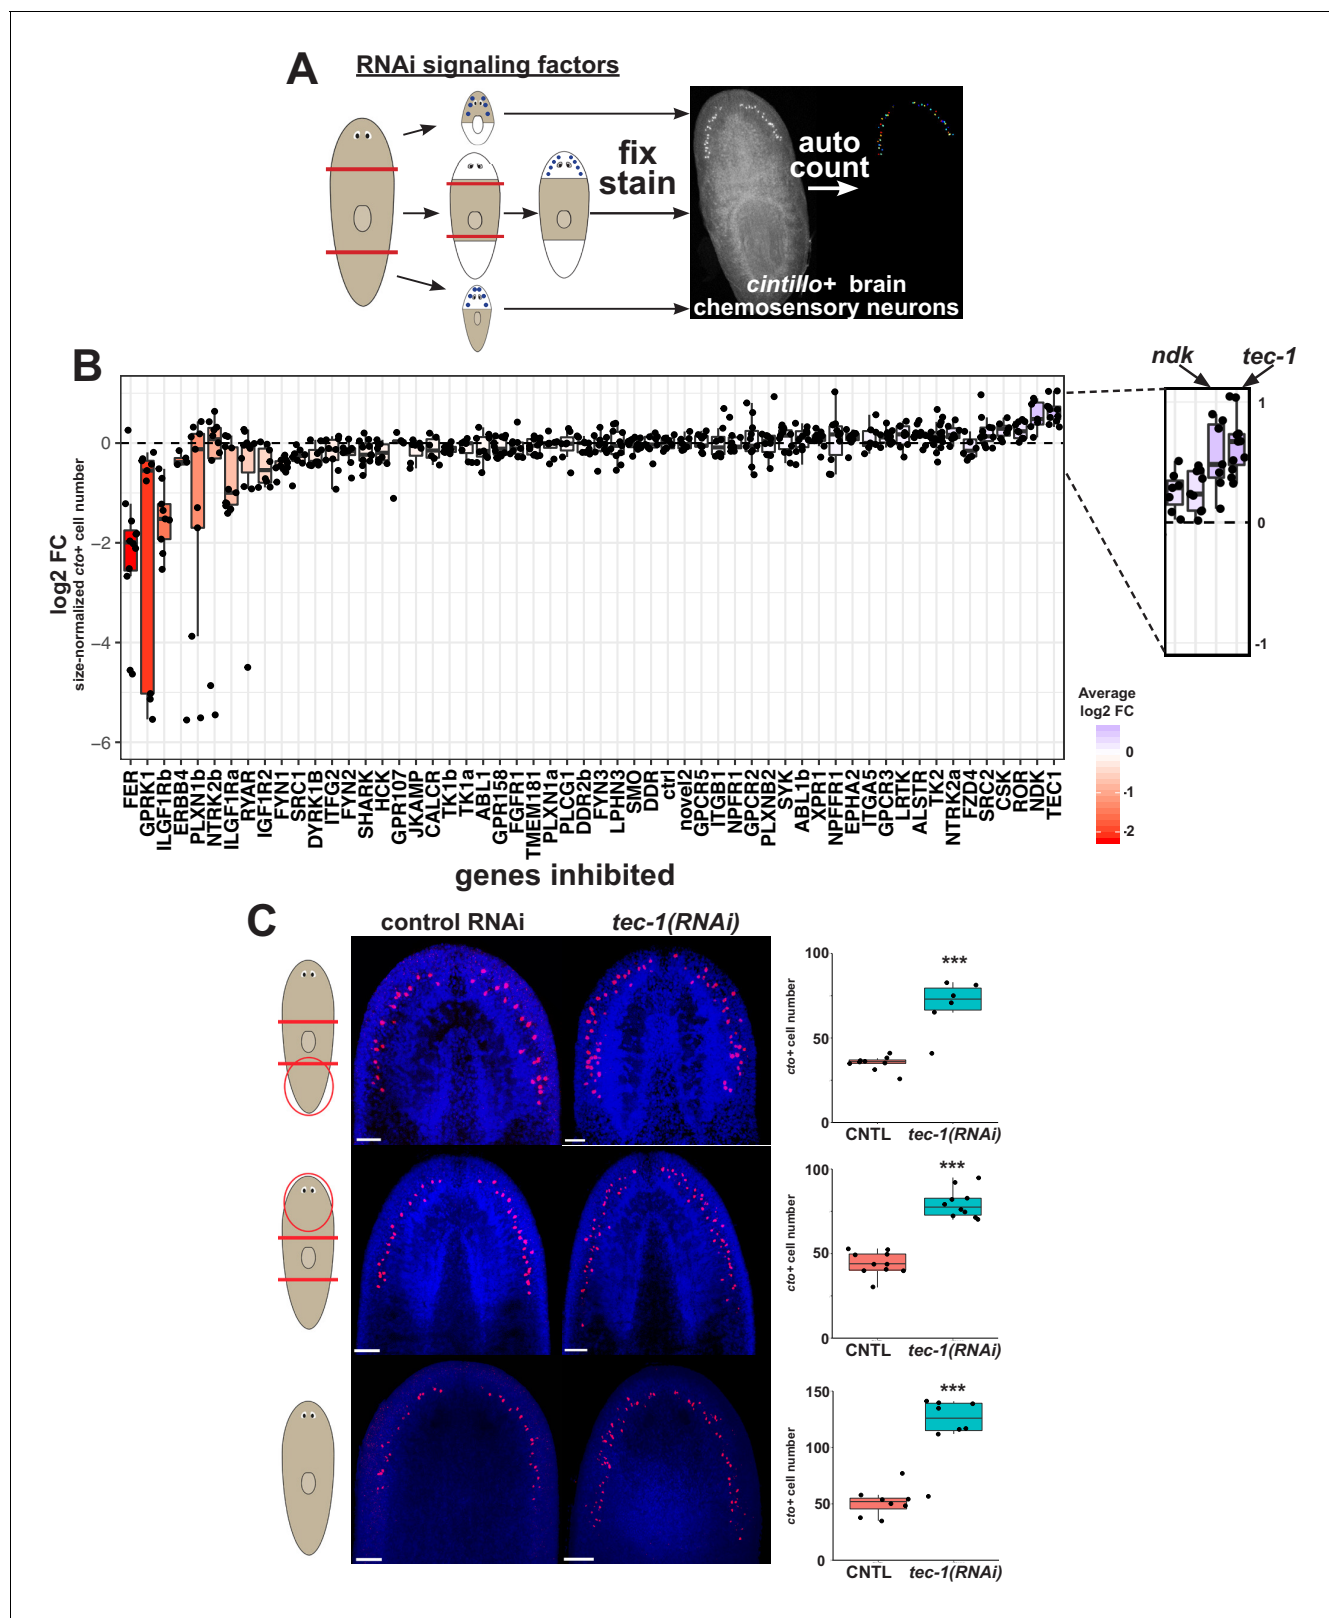 A
RNAi signaling factors
fix
stain
auto
count
cintillo+ brain
chemosensory neurons
B
log2 FC
size-normalized cto+ cell number
0
−2
−4
−6
FER
GPRK1
ILGF1Rb
ERBB4
PLXN1b
NTRK2b
ILGF1Ra
RYAR
IGF1R2
FYN1
SRC1
DYRK1B
ITFG2
FYN2
SHARK
HCK
GPR107
JKAMP
CALCR
TK1b
TK1a
ABL1
GPR158
FGFR1
TMEM181
PLXN1a
PLCG1
DDR2b
FYN3
LPHN3
SMO
DDR
ctrl
novel2
GPCR5
ITGB1
NPFR1
GPCR2
PLXNB2
SYK
ABL1b
XPR1
NPFFR1
EPHA2
ITGA5
GPCR3
LRTK
ALSTR
TK2
NTRK2a
FZD4
SRC2
CSK
ROR
NDK
TEC1
genes inhibited
ndk
tec-1
1
0
-1
Average
log2 FC
0
-1
-2
C
control RNAi
tec-1(RNAi)
cto+ cell number
100
50
0
***
CNTL
tec-1(RNAi)
cto+ cell number
100
50
0
***
CNTL
tec-1(RNAi)
cto+ cell number
150
100
50
0
***
CNTL
tec-1(RNAi)